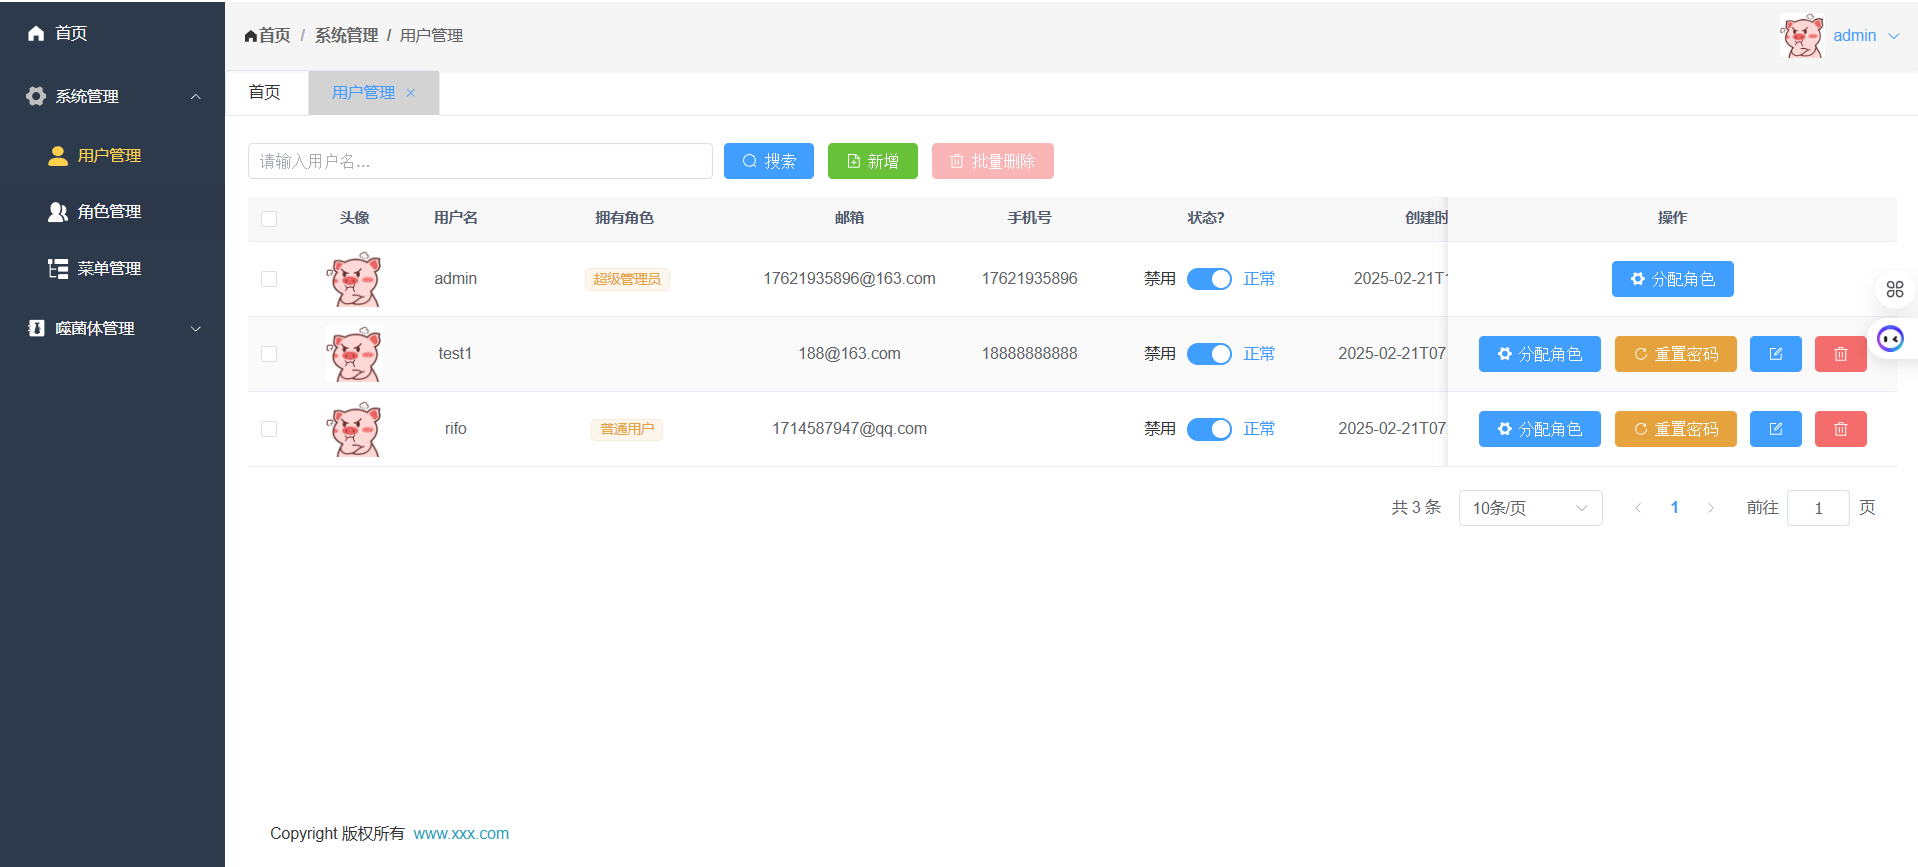 首页
系统管理
用户管理
角色管理
菜单管理
噬菌体管理
首页 / 系统管理 / 用户管理
admin
首页 用户管理
请输入用户名... 搜索 新增 批量删除
头像 用户名 拥有角色 邮箱 手机号 状态? 创建时 操作
admin 超级管理员 17621935896@163.com 17621935896 禁用 正常 2025-02-21T1 分配角色
test1 188@163.com 18888888888 禁用 正常 2025-02-21T07 分配角色 重置密码
rifo 普通用户 1714587947@qq.com 禁用 正常 2025-02-21T07 分配角色 重置密码
共 3 条 10条/页 1 前往 1 页
Copyright 版权所有 www.xxx.com